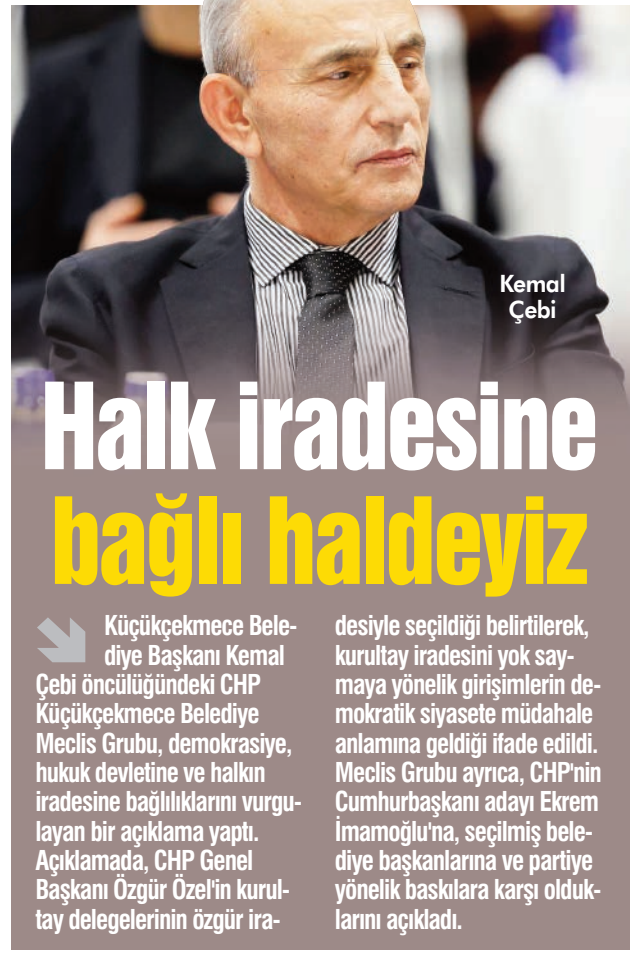 Kemal
Çebi
Halk iradesine
bağlı haldeyiz
Küçükçekmece Bele-
diye Başkanı Kemal
Çebi öncülüğündeki CHP
Küçükçekmece Belediye
Meclis Grubu, demokrasiye,
hukuk devletine ve halkın
iradesine bağlılıklarını vurgu-
layan bir açıklama yaptı.
Açıklamada, CHP Genel
Başkanı Özgür Özel'in kurul-
tay delegelerinin özgür ira-
desiyle seçildiği belirtilerek,
kurultay iradesini yok say-
maya yönelik girişimlerin de-
mokratik siyasete müdahale
anlamına geldiği ifade edildi.
Meclis Grubu ayrıca, CHP'nin
Cumhurbaşkanı adayı Ekrem
İmamoğlu'na, seçilmiş bele-
diye başkanlarına ve partiye
yönelik baskılara karşı olduk-
larını açıkladı.